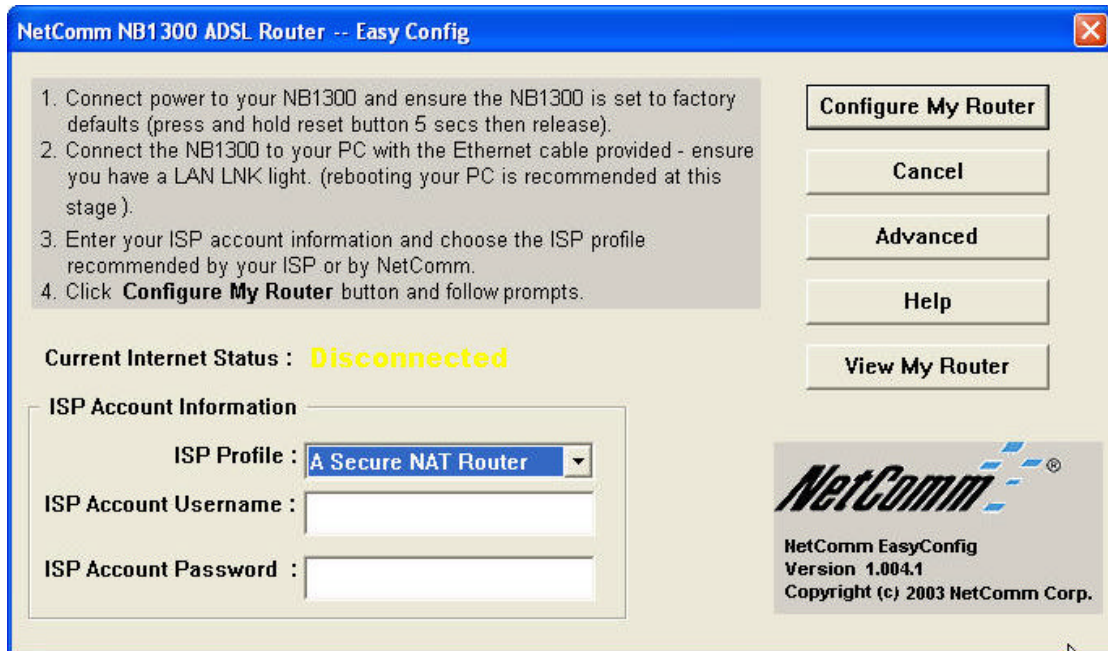 NetComm NB1300 ADSL Router -- Easy Config
1. Connect power to your NB1300 and ensure the NB1300 is set to factory
defaults (press and hold reset button 5 secs then release).
2. Connect the NB1300 to your PC with the Ethernet cable provided - ensure
you have a LAN LNK light. (rebooting your PC is recommended at this
stage ).
3. Enter your ISP account information and choose the ISP profile
recommended by your ISP or by NetComm.
4. Click Configure My Router button and follow prompts.
Configure My Router
Cancel
Advanced
Help
View My Router
Current Internet Status : Disconnected
ISP Account Information
ISP Profile : A Secure NAT Router
ISP Account Username :
ISP Account Password :
NetComm ®
NetComm EasyConfig
Version 1.004.1
Copyright (c) 2003 NetComm Corp.